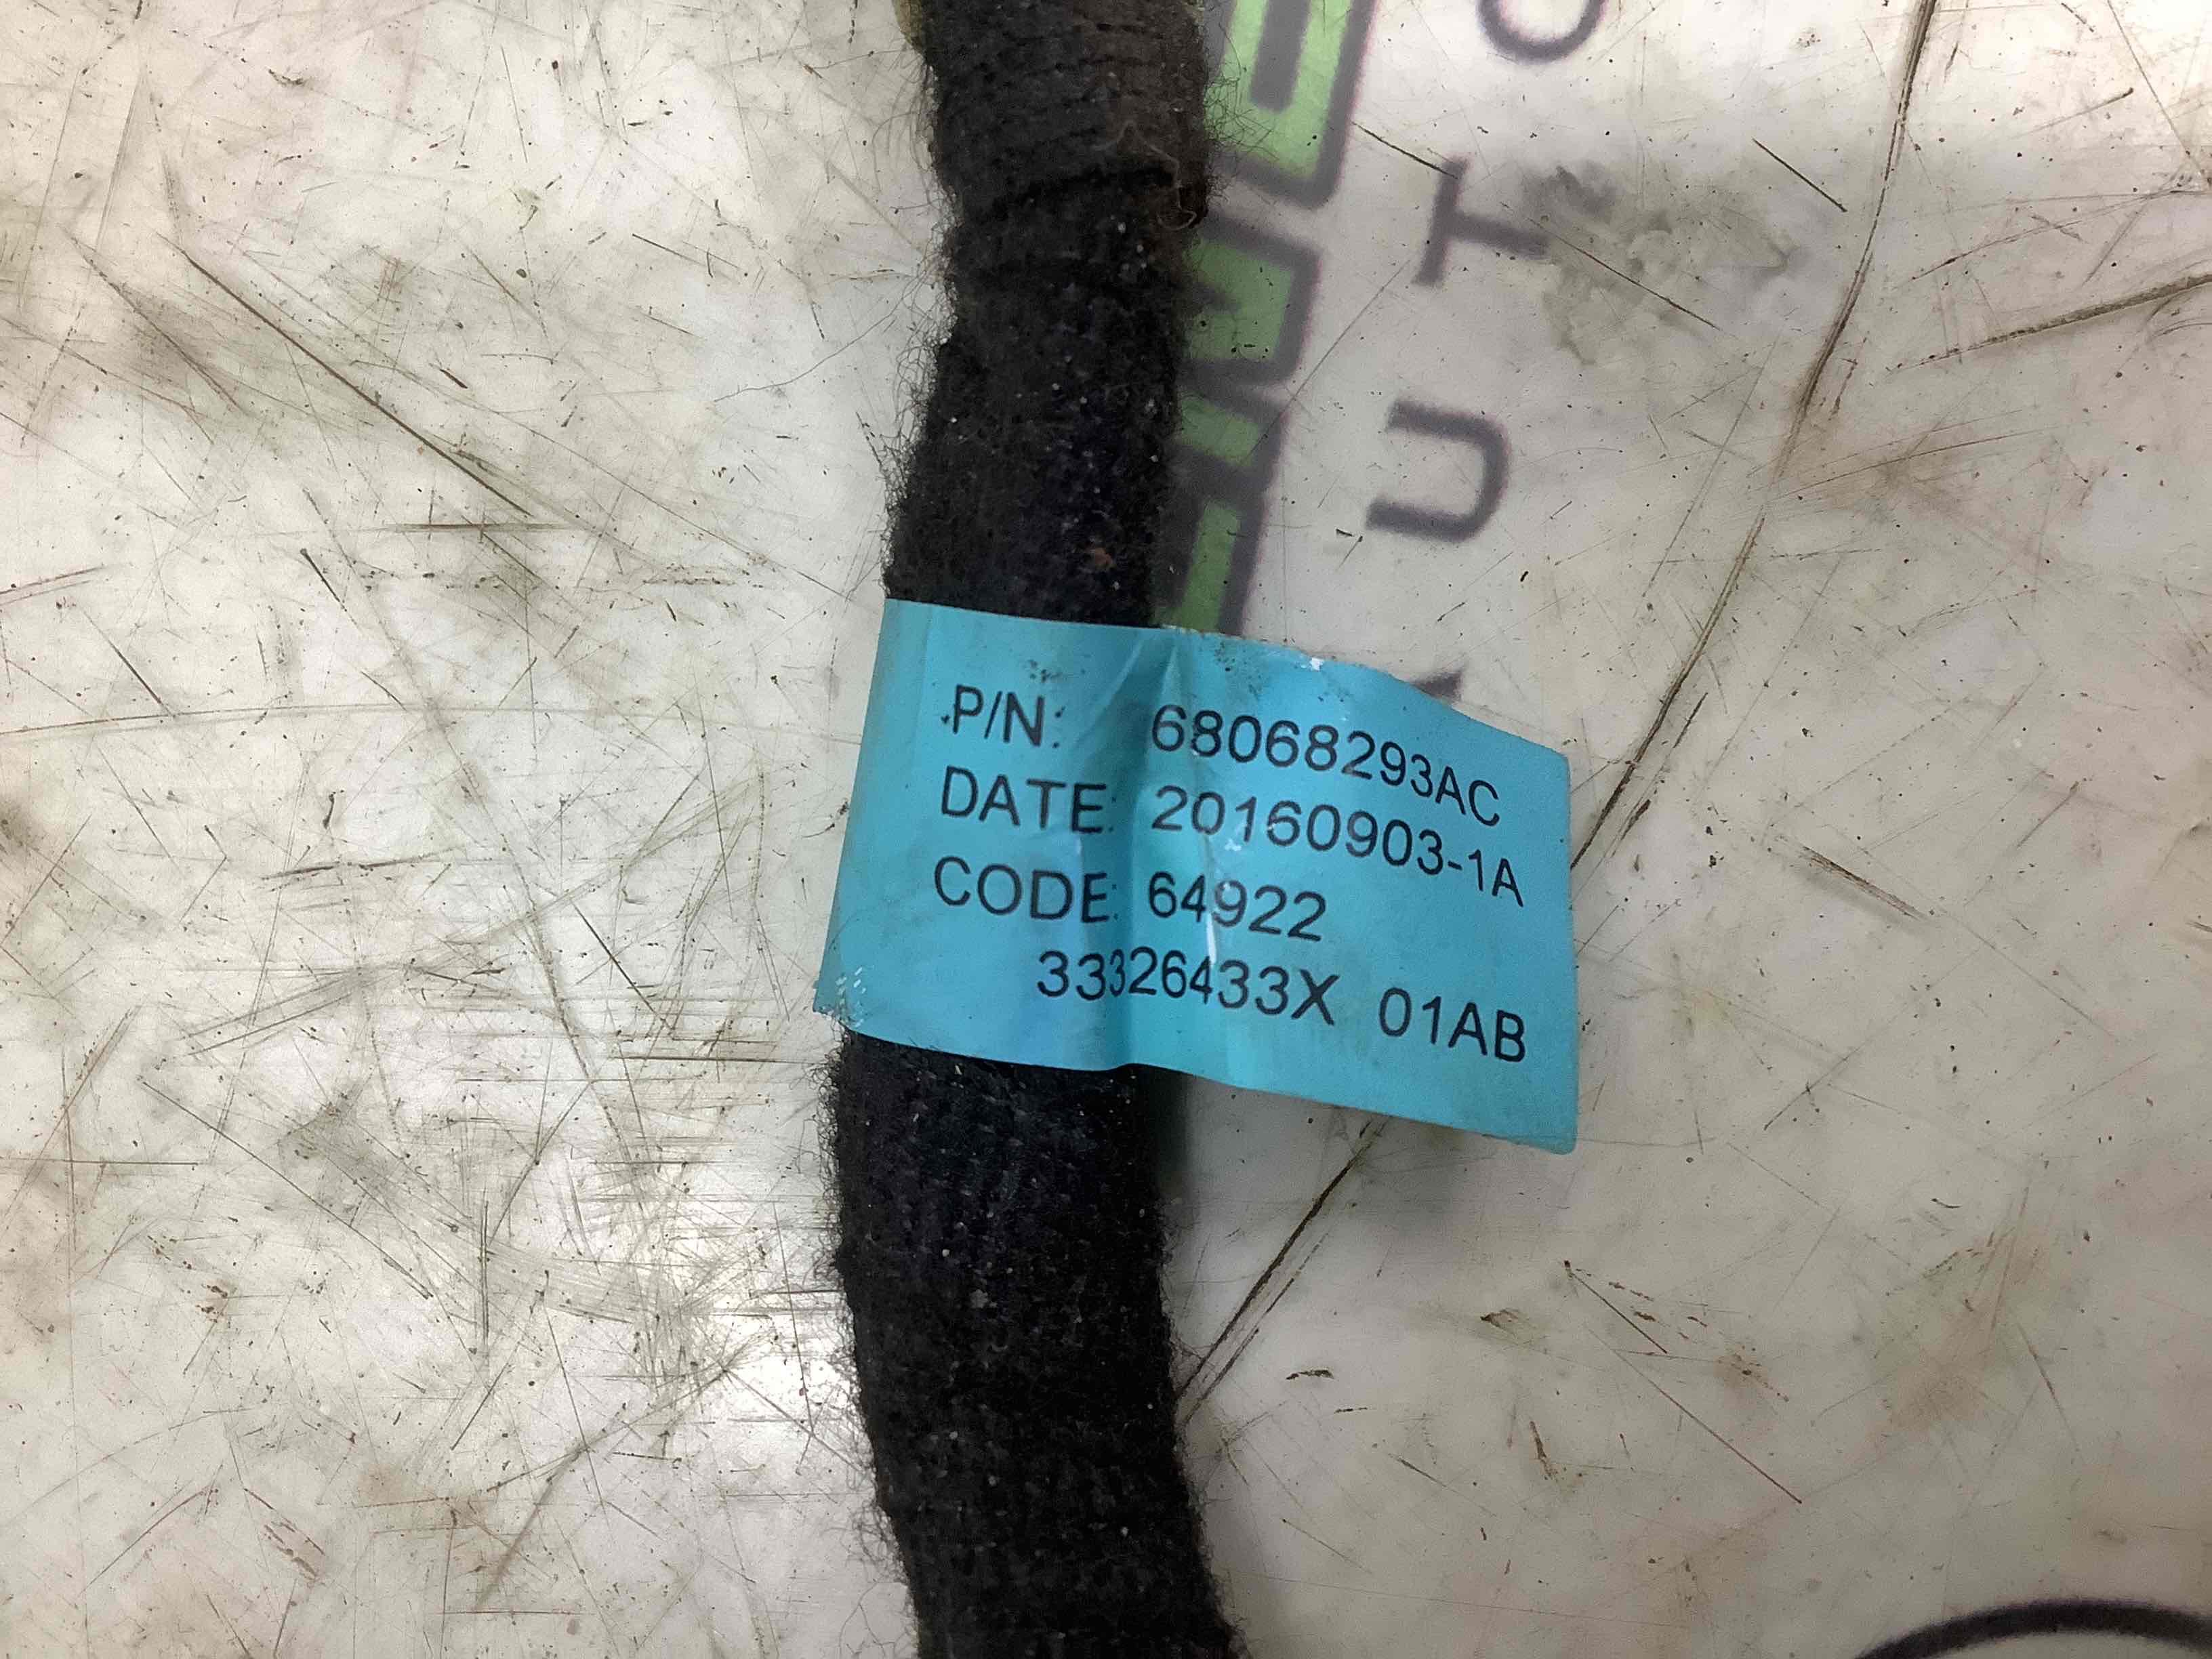 P/N: 68068293AC
DATE: 20160903-1A
CODE: 64922
33326433X 01AB